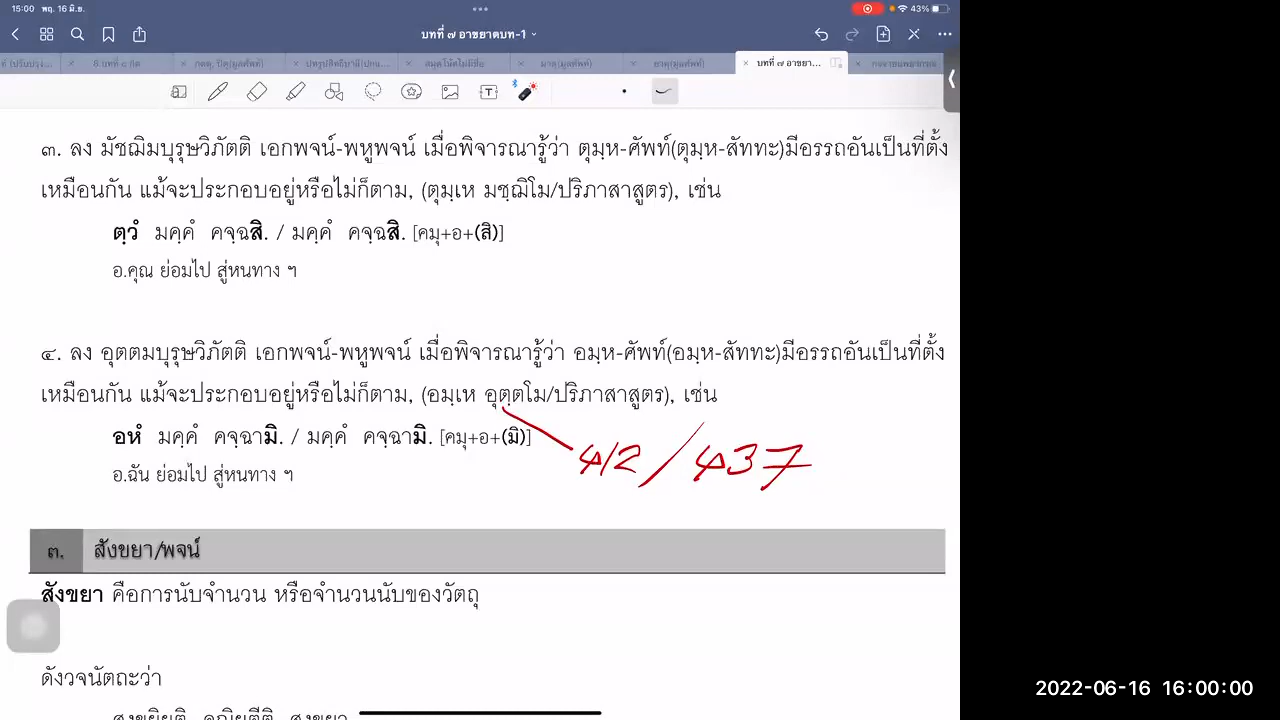 15:00 พฤ. 16 มิ.ย.
43%
บทที่ ๗ อาขยาตบท-1
บทที่ ๗ อาขยา...
๓. ลง มัชฌิมบุรุษวิภัตติ เอกพจน์-พหูพจน์ เมื่อพิจารณารู้ว่า ตุมฺห-ศัพท์(ตุมฺห-สัททะ)มีอรรถอันเป็นที่ตั้ง
เหมือนกัน แม้จะประกอบอยู่หรือไม่ก็ตาม, (ตุมฺเห มชฺฌิโม/ปริภาสาสูตร), เช่น
ตฺวํ มคฺคํ คจฺฉสิ. / มคฺคํ คจฺฉสิ. [คมุ+อ+(สิ)]
อ.คุณ ย่อมไป สู่หนทาง ฯ
๔. ลง อุตตมบุรุษวิภัตติ เอกพจน์-พหูพจน์ เมื่อพิจารณารู้ว่า อมฺห-ศัพท์(อมฺห-สัททะ)มีอรรถอันเป็นที่ตั้ง
เหมือนกัน แม้จะประกอบอยู่หรือไม่ก็ตาม, (อมฺเห อุตฺตโม/ปริภาสาสูตร), เช่น
อหํ มคฺคํ คจฺฉามิ. / มคฺคํ คจฺฉามิ. [คมุ+อ+(มิ)]
412 / 437
อ.ฉัน ย่อมไป สู่หนทาง ฯ
๓. สังขยา/พจน์
สังขยา คือการนับจำนวน หรือจำนวนนับของวัตถุ
ดังวจนัตถะว่า
2022-06-16 16:00:00